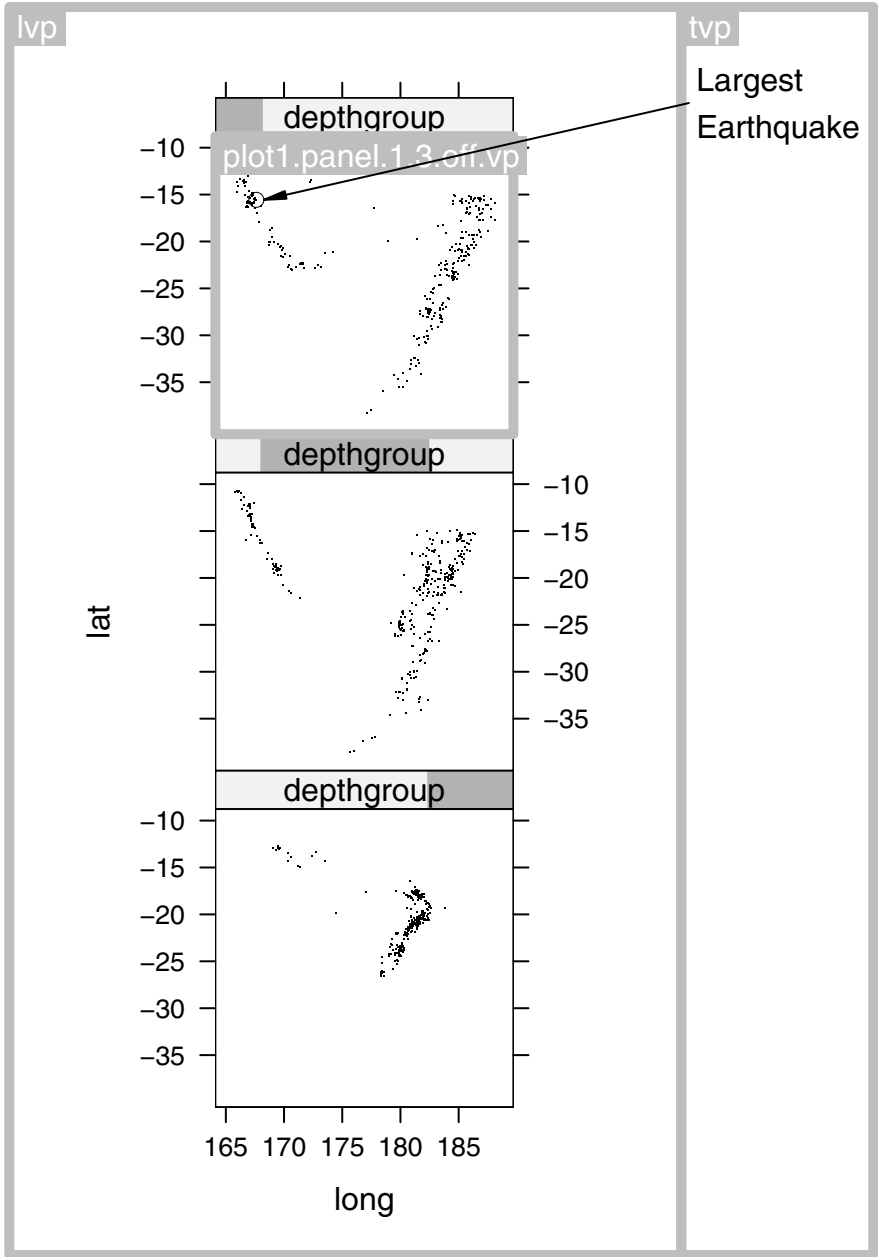 lvp
tvp
Largest
Earthquake
depthgroup
plot1.panel.1.3.off.vp
−10
−15
−20
−25
−30
−35
depthgroup
−10
−15
−20
−25
−30
−35
lat
depthgroup
−10
−15
−20
−25
−30
−35
165 170 175 180 185
long